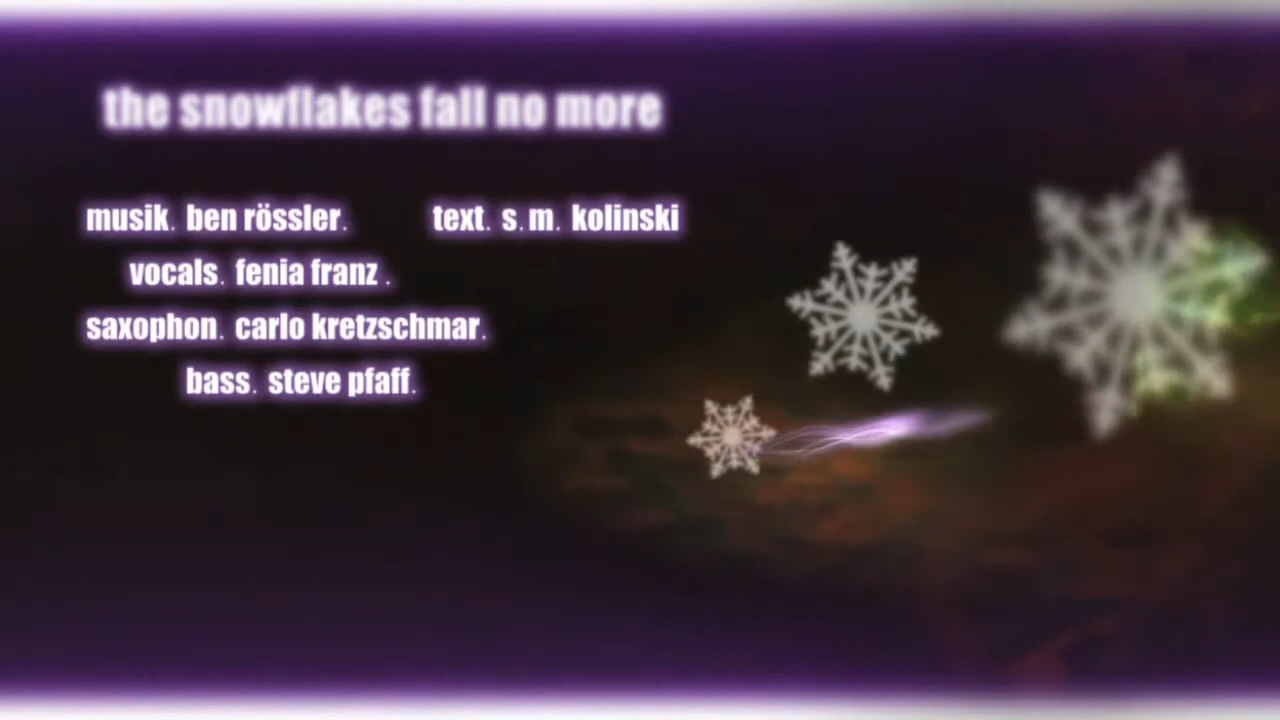 the snowflakes fall no more
musik. ben rössler. text. s.m. kolinski
vocals. fenia franz .
saxophon. carlo kretzschmar.
bass. steve pfaff.